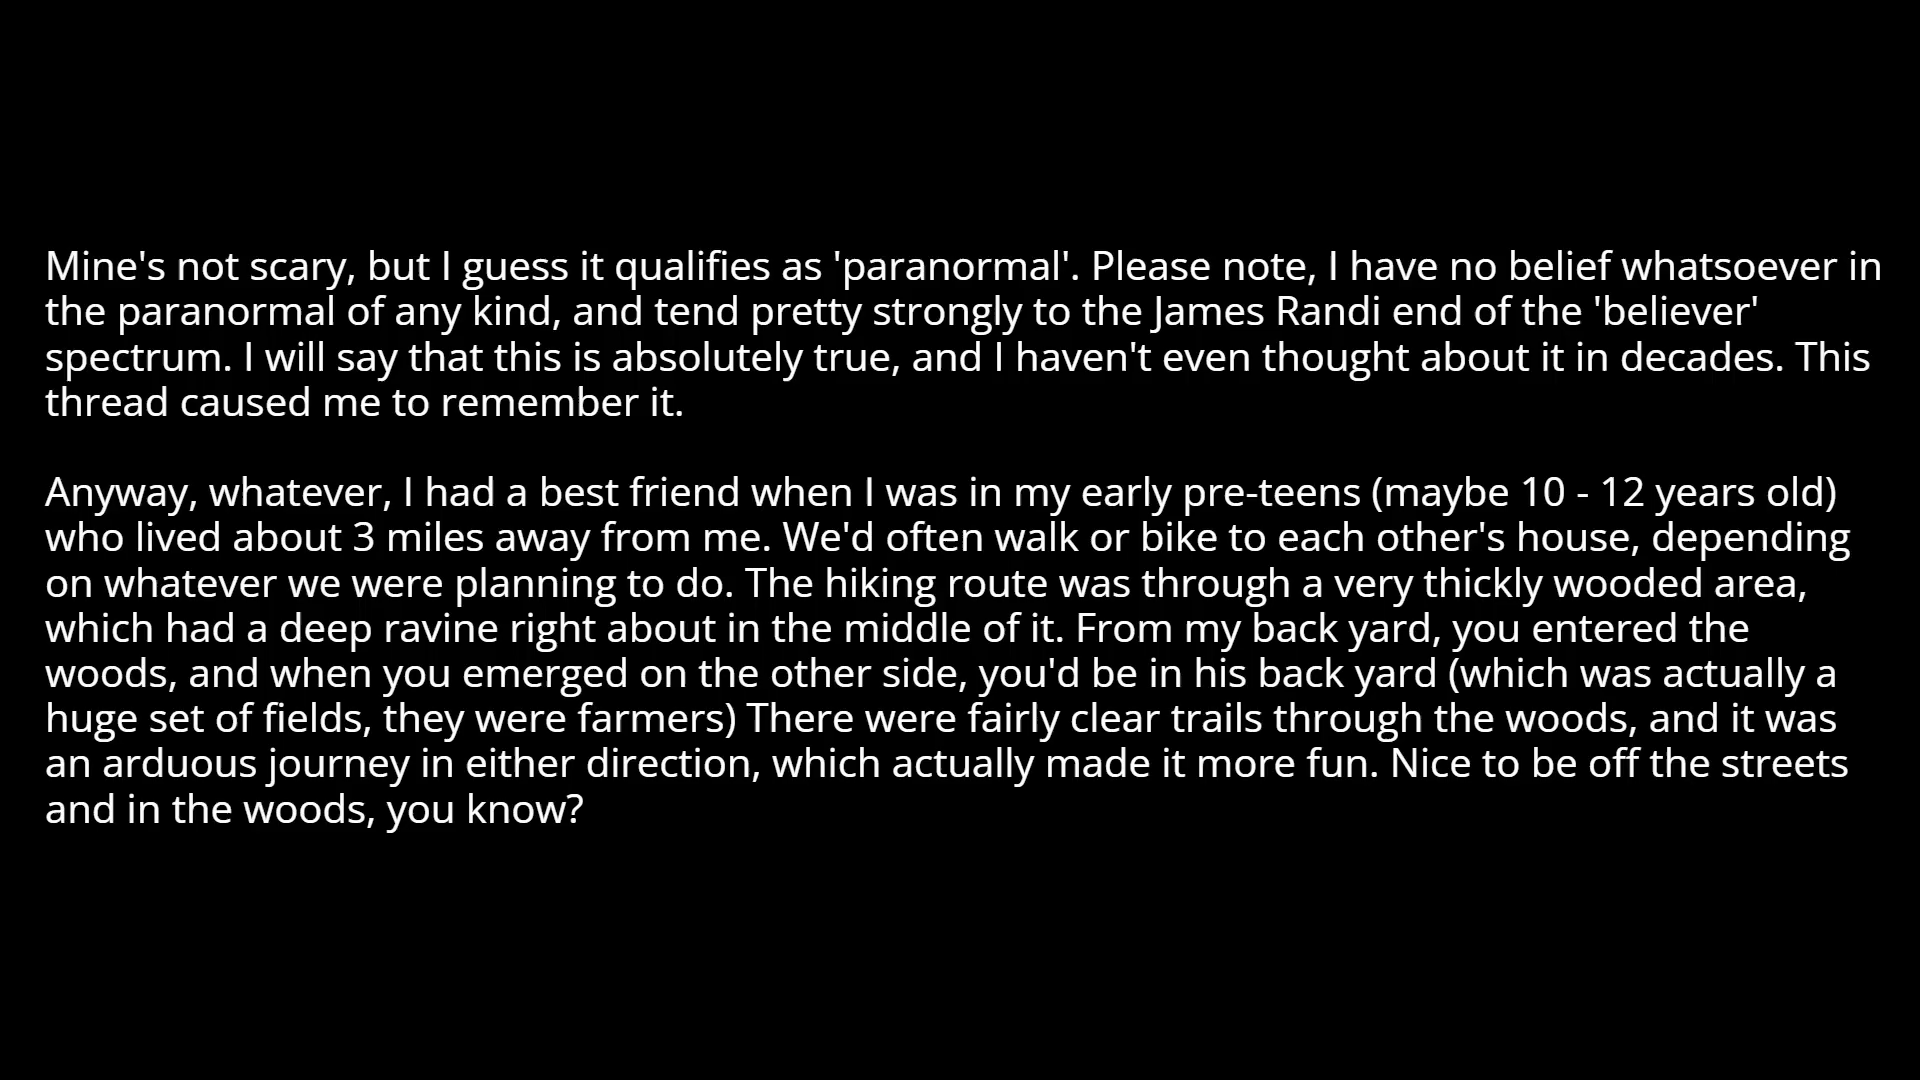 Mine's not scary, but I guess it qualifies as 'paranormal'. Please note, I have no belief whatsoever in
the paranormal of any kind, and tend pretty strongly to the James Randi end of the 'believer'
spectrum. I will say that this is absolutely true, and I haven't even thought about it in decades. This
thread caused me to remember it.
Anyway, whatever, I had a best friend when I was in my early pre-teens (maybe 10 - 12 years old)
who lived about 3 miles away from me. We'd often walk or bike to each other's house, depending
on whatever we were planning to do. The hiking route was through a very thickly wooded area,
which had a deep ravine right about in the middle of it. From my back yard, you entered the
woods, and when you emerged on the other side, you'd be in his back yard (which was actually a
huge set of fields, they were farmers) There were fairly clear trails through the woods, and it was
an arduous journey in either direction, which actually made it more fun. Nice to be off the streets
and in the woods, you know?